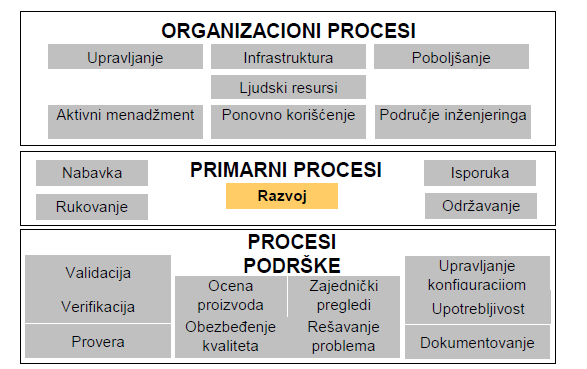 ORGANIZACIONI PROCESI
Upravljanje
Infrastruktura
Poboljšanje
Ljudski resursi
Aktivni menadžment
Ponovno korišćenje
Područje inženjeringa
PRIMARNI PROCESI
Nabavka
Isporuka
Razvoj
Rukovanje
Održavanje
PROCESI
PODRŠKE
Validacija
Verifikacija
Provera
Ocena
proizvoda
Zajednički
pregledi
Obezbeđenje
kvaliteta
Rešavanje
problema
Upravljanje
konfiguracijom
Upotrebljivost
Dokumentovanje